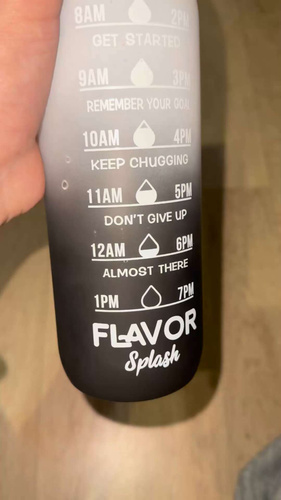 8AM 2PM
GET STARTED
9AM 3PM
REMEMBER YOUR GOAL
10AM 4PM
KEEP CHUGGING
11AM 5PM
DON'T GIVE UP
12AM 6PM
ALMOST THERE
1PM 7PM
FLAVOR
Splash